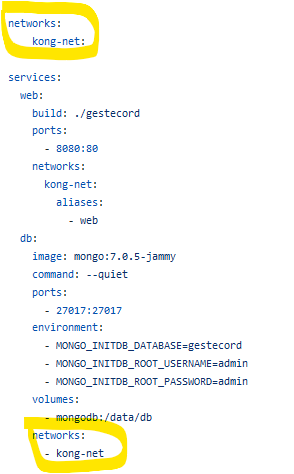 networks:
    kong-net:
services:
  web:
    build: ./gestecord
    ports:
      - 8080:80
    networks:
      kong-net:
        aliases:
          - web
  db:
    image: mongo:7.0.5-jammy
    command: --quiet
    ports:
      - 27017:27017
    environment:
      - MONGO_INITDB_DATABASE=gestecord
      - MONGO_INITDB_ROOT_USERNAME=admin
      - MONGO_INITDB_ROOT_PASSWORD=admin
    volumes:
      - mongodb:/data/db
    networks:
      - kong-net